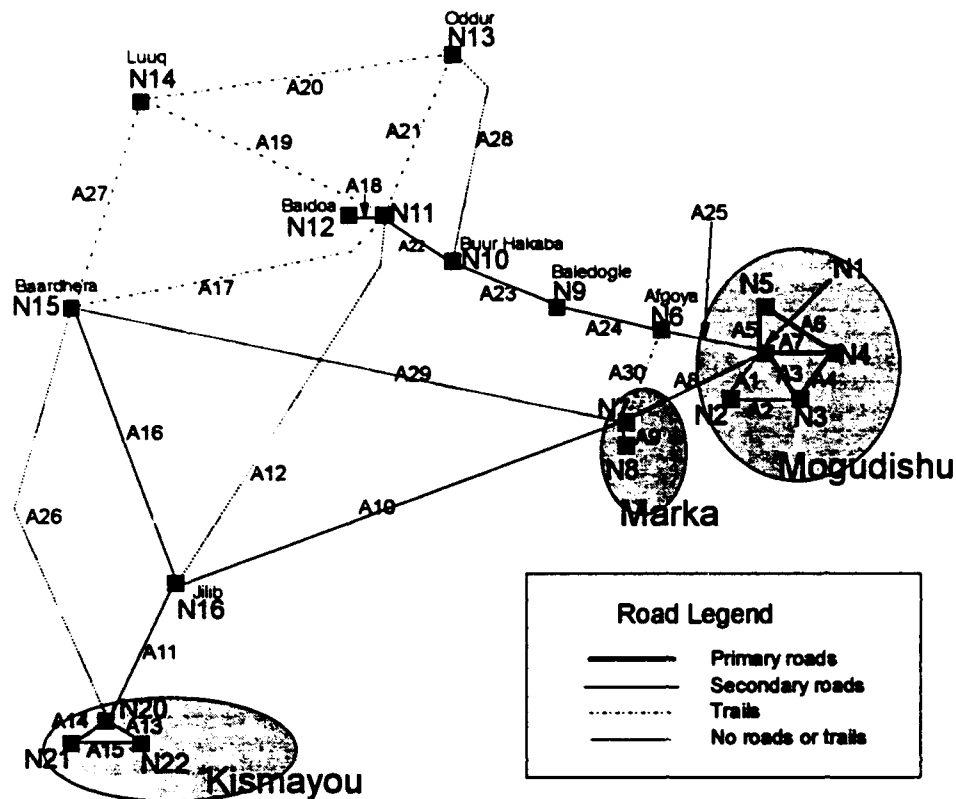 Oddur
N13
Luuq
N14
A20
A19
A21
A28
A27
A18
Baidoa
N12
N11
A22
A25
Buur Hakaba
N10
Baledogle
N9
Afgoya
N6
N5
N1
Baardhera
N15
A17
A23
A24
A5
A6
A7
N4
A30
A8
A1
A3
A4
A29
N7
N2
A2
N3
A16
A9
N8
Mogudishu
A12
A10
Marka
A26
Jilib
N16
A11
N20
A14
A13
N21
A15
N22
Kismayou
Road Legend
Primary roads
Secondary roads
Trails
No roads or trails